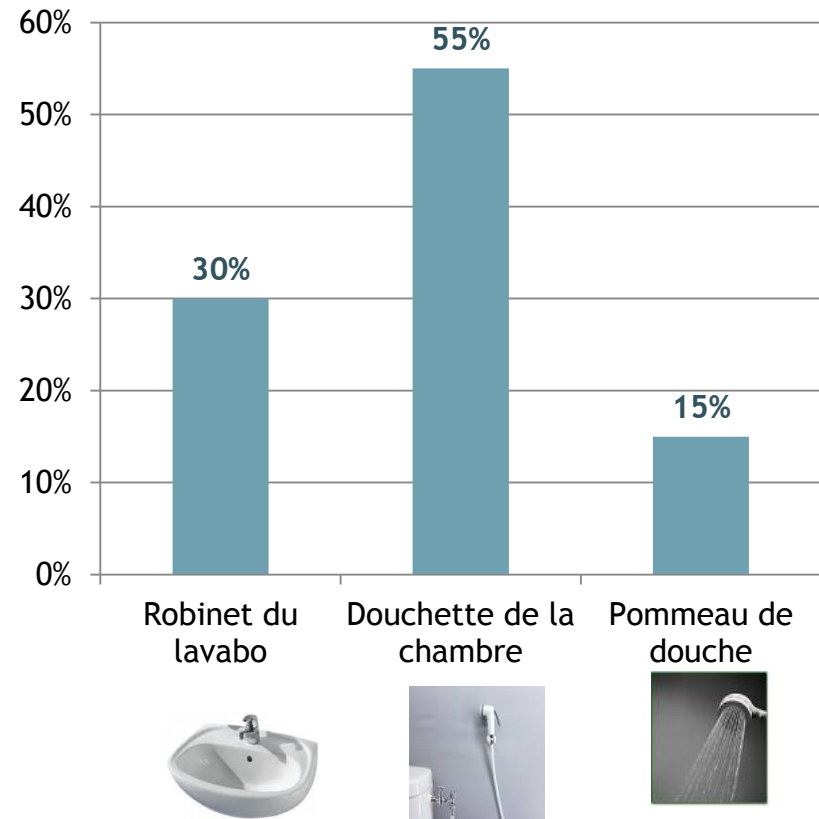 60%
50%
40%
30%
20%
10%
0%
30%
55%
15%
Robinet du
lavabo
Douchette de la
chambre
Pommeau de
douche